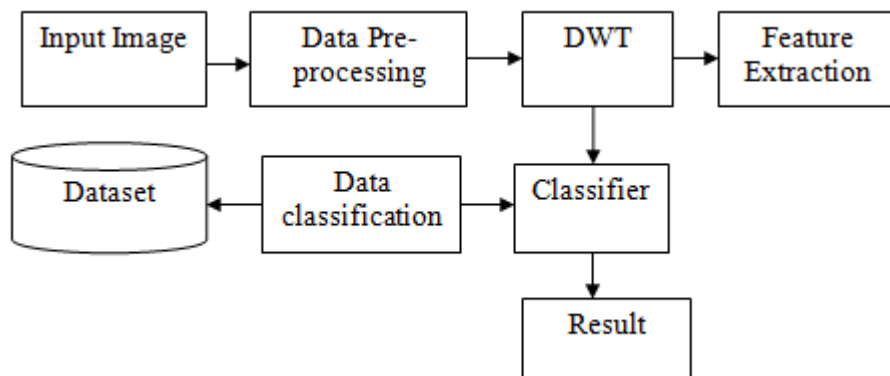 Input Image
Data Pre-
processing
DWT
Feature
Extraction
Dataset
Data
classification
Classifier
Result